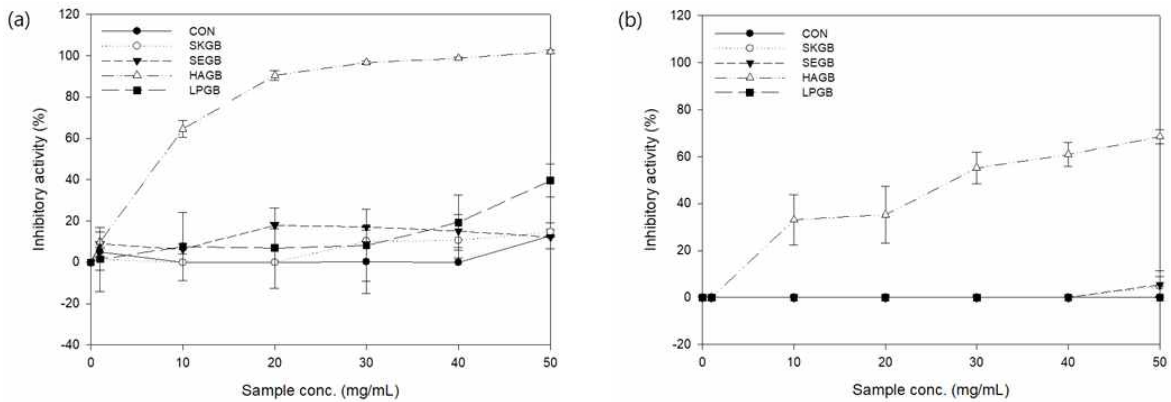 (a)
120
100
80
60
40
20
0
-20
-40
Inhibitory activity (%)
CON
SKGB
SEGB
HAGB
LPGB
0 10 20 30 40 50
Sample conc. (mg/mL)
(b)
120
100
80
60
40
20
0
-20
Inhibitory activity (%)
CON
SKGB
SEGB
HAGB
LPGB
0 10 20 30 40 50
Sample conc. (mg/mL)